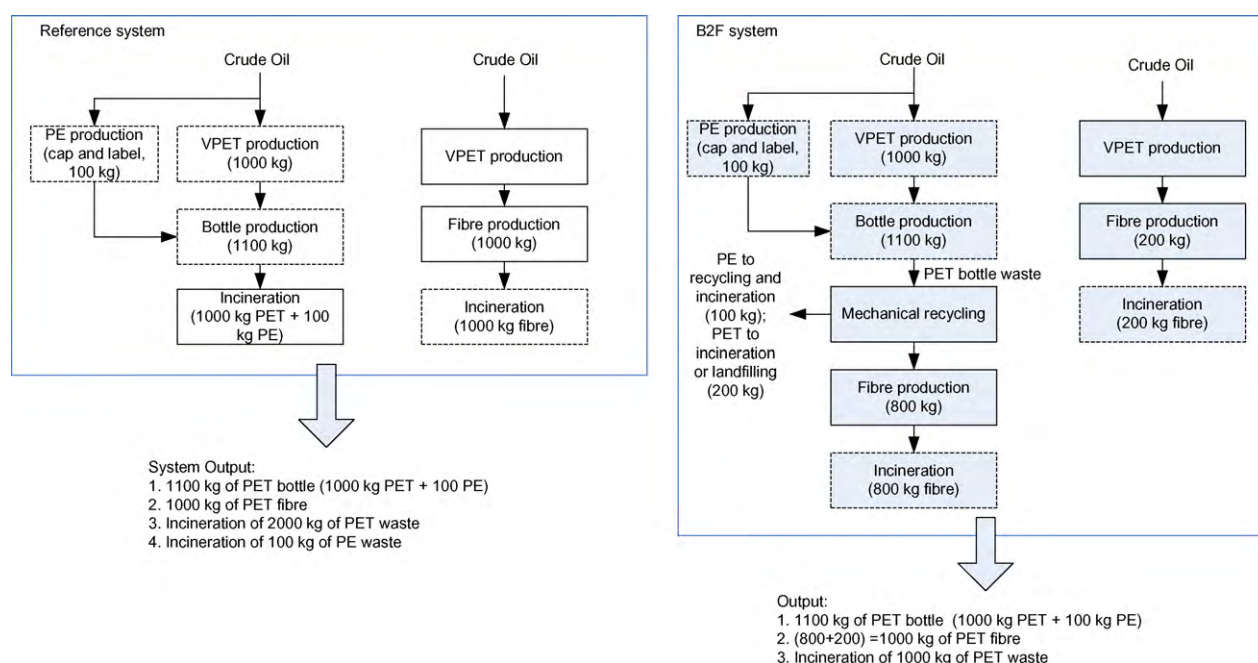 Reference system
Crude Oil
Crude Oil
PE production
(cap and label,
100 kg)
VPET production
(1000 kg)
VPET production
Bottle production
(1100 kg)
Fibre production
(1000 kg)
Incineration
(1000 kg PET + 100
kg PE)
Incineration
(1000 kg fibre)
System Output:
1. 1100 kg of PET bottle (1000 kg PET + 100 PE)
2. 1000 kg of PET fibre
3. Incineration of 2000 kg of PET waste
4. Incineration of 100 kg of PE waste
B2F system
Crude Oil
Crude Oil
PE production
(cap and label,
100 kg)
VPET production
(1000 kg)
VPET production
Bottle production
(1100 kg)
Fibre production
(200 kg)
PET bottle waste
PE to
recycling and
incineration
(100 kg);
PET to
incineration
or landfilling
(200 kg)
Mechanical recycling
Incineration
(200 kg fibre)
Fibre production
(800 kg)
Incineration
(800 kg fibre)
Output:
1. 1100 kg of PET bottle (1000 kg PET + 100 kg PE)
2. (800+200) =1000 kg of PET fibre
3. Incineration of 1000 kg of PET waste